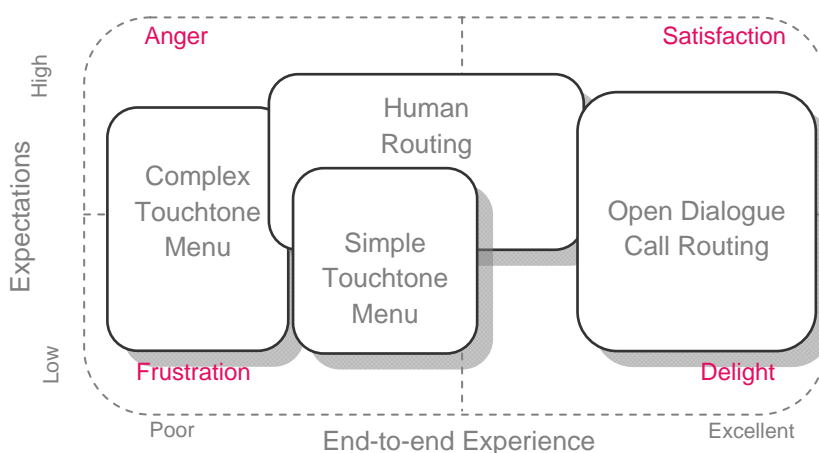 Anger
Satisfaction
High
Human
Routing
Complex
Touchtone
Menu
Expectations
Open Dialogue
Call Routing
Simple
Touchtone
Menu
Low
Frustration
Delight
Poor
End-to-end Experience
Excellent